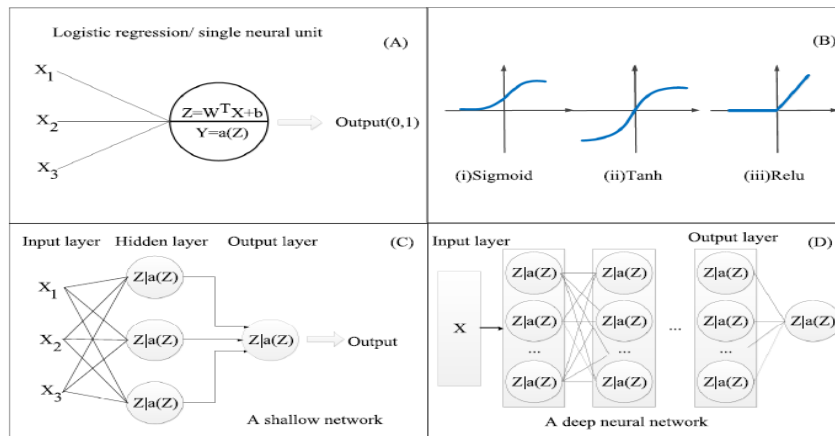 Logistic regression/ single neural unit
(A)
X1
X2
X3
Z=W^T X+b
Y=a(Z)
Output(0,1)
(B)
(i)Sigmoid
(ii)Tanh
(iii)Relu
Input layer Hidden layer Output layer (C)
X1
X2
X3
Z|a(Z)
Z|a(Z)
Z|a(Z)
Z|a(Z)
Output
A shallow network
Input layer
Output layer
(D)
X
Z|a(Z) Z|a(Z) Z|a(Z)
Z|a(Z) Z|a(Z) ... Z|a(Z) Z|a(Z)
... ... ...
Z|a(Z) Z|a(Z) Z|a(Z)
A deep neural network